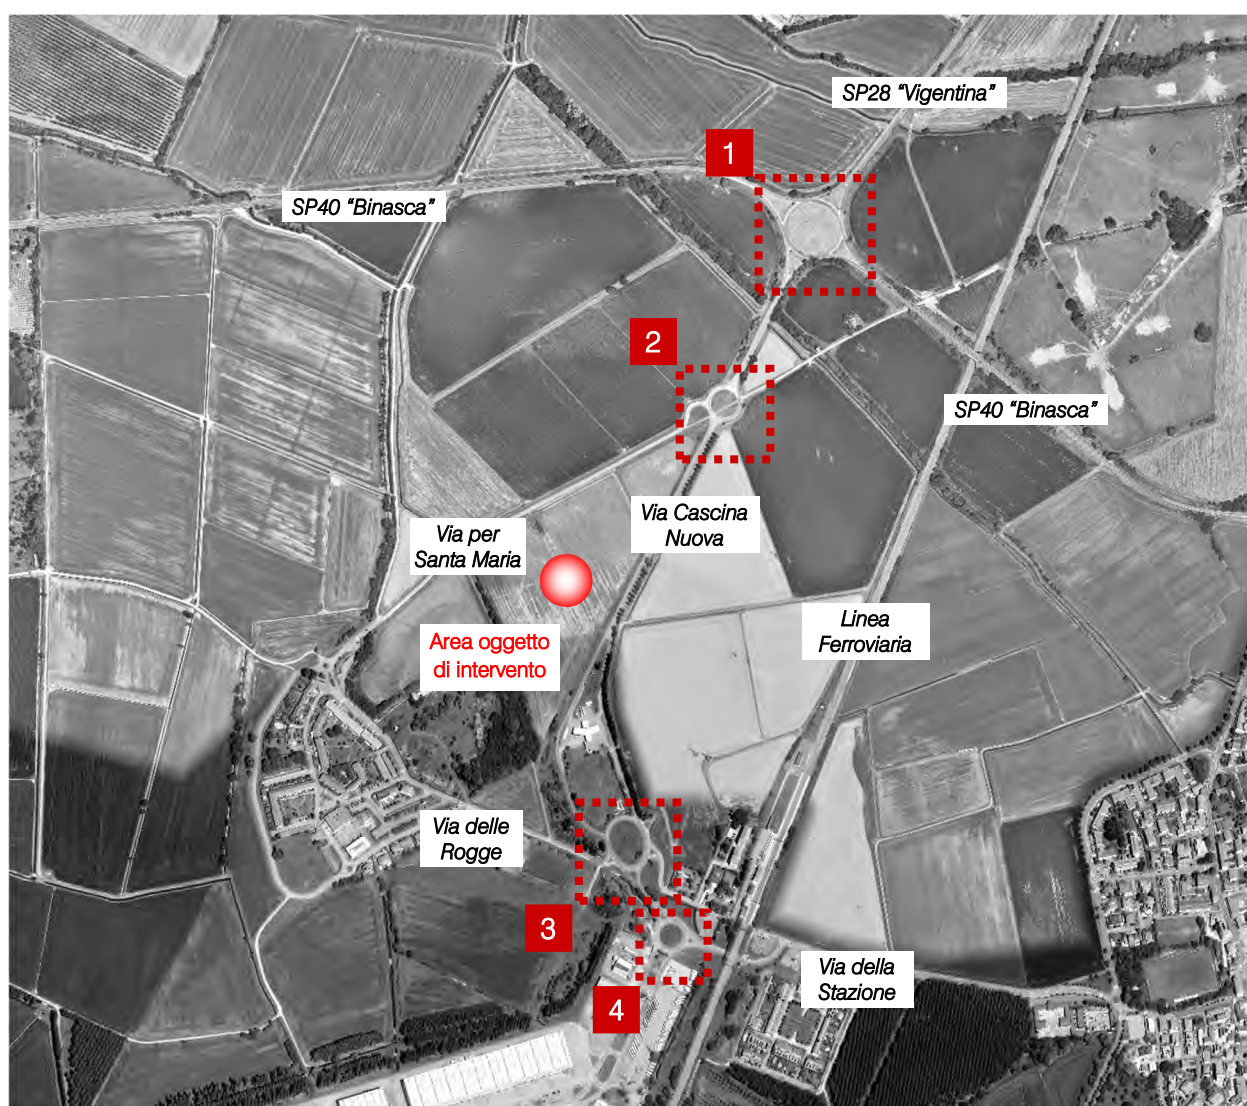 SP28 “Vigentina”
1
SP40 “Binasca”
2
SP40 “Binasca”
Via Cascina
Nuova
Via per
Santa Maria
Linea
Ferroviaria
Area oggetto
di intervento
Via delle
Rogge
3
Via della
Stazione
4